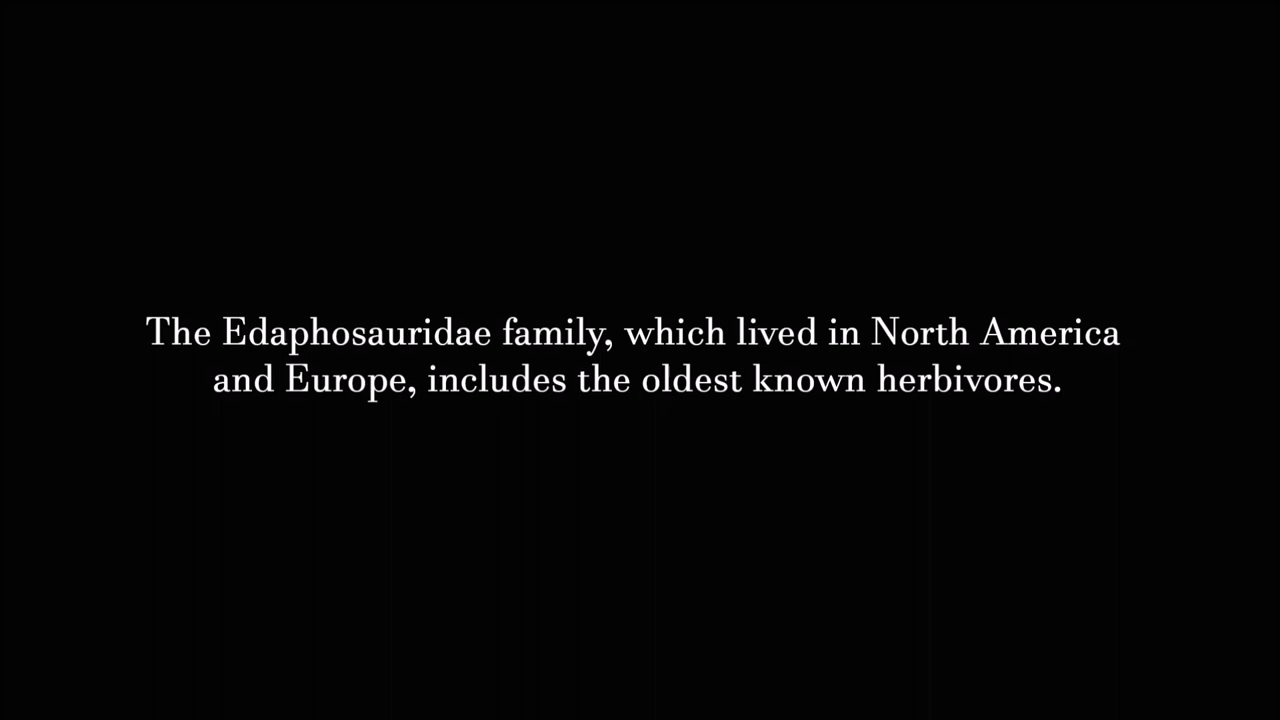 The Edaphosauridae family, which lived in North America
and Europe, includes the oldest known herbivores.